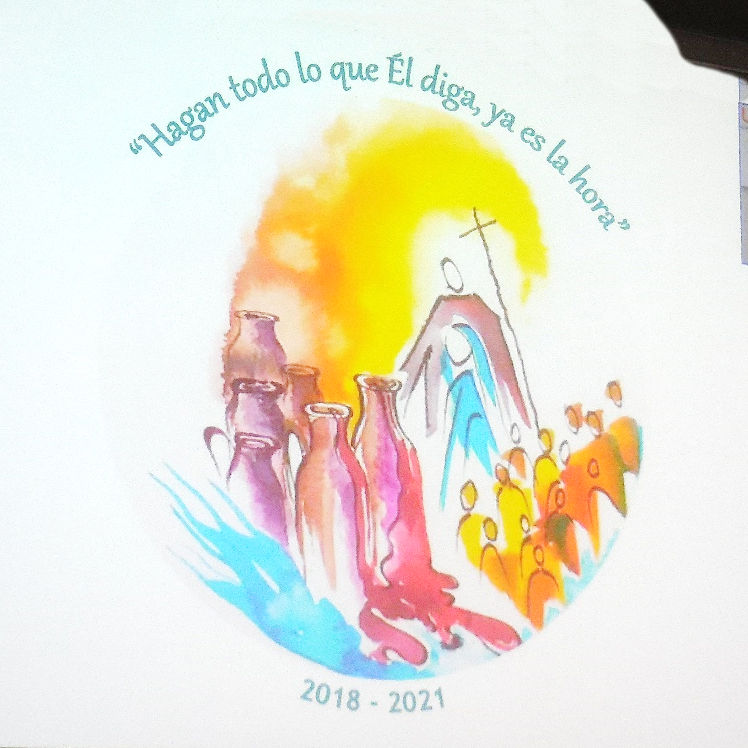 “Hagan todo lo que Él diga, ya es la hora”
2018 - 2021